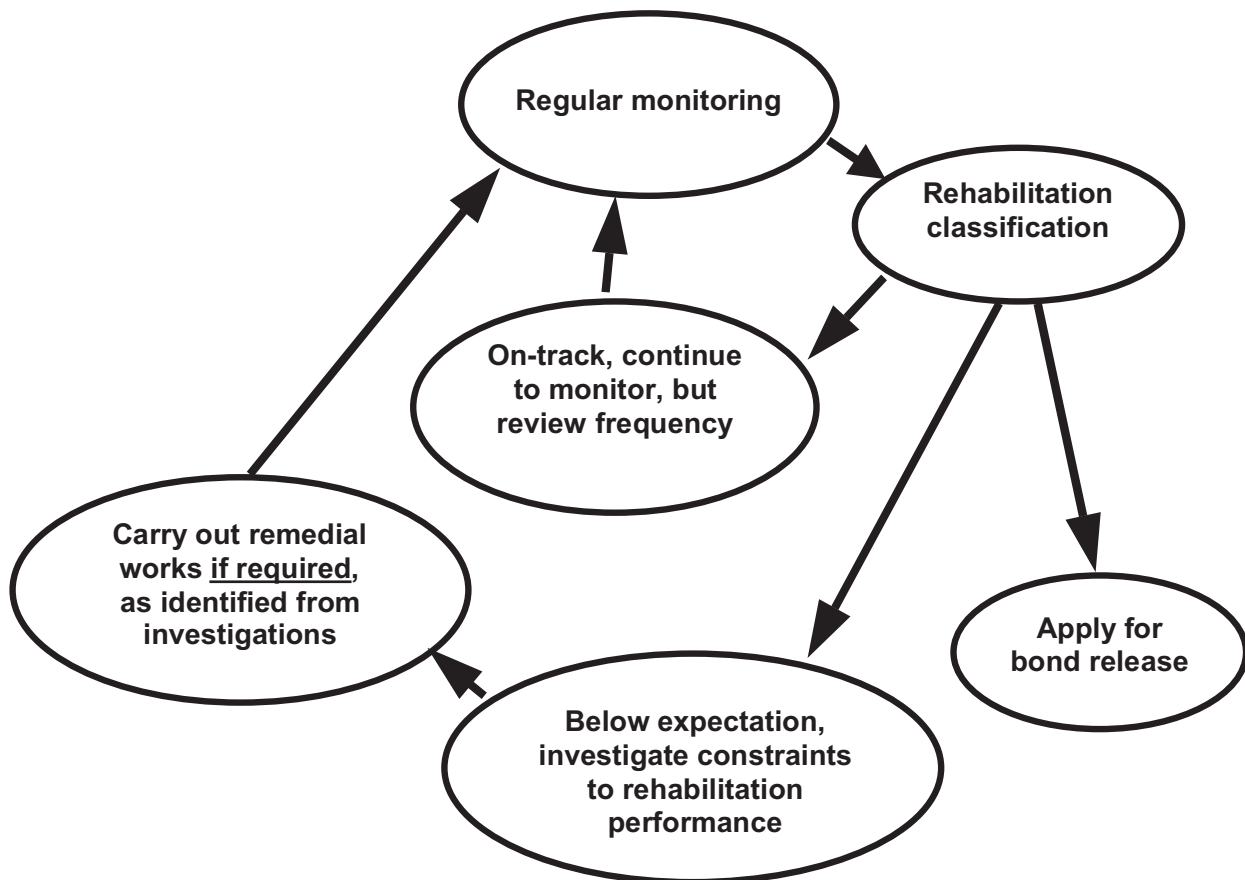 Regular monitoring
Rehabilitation
classification
On-track, continue
to monitor, but
review frequency
Carry out remedial
works if required,
as identified from
investigations
Apply for
bond release
Below expectation,
investigate constraints
to rehabilitation
performance